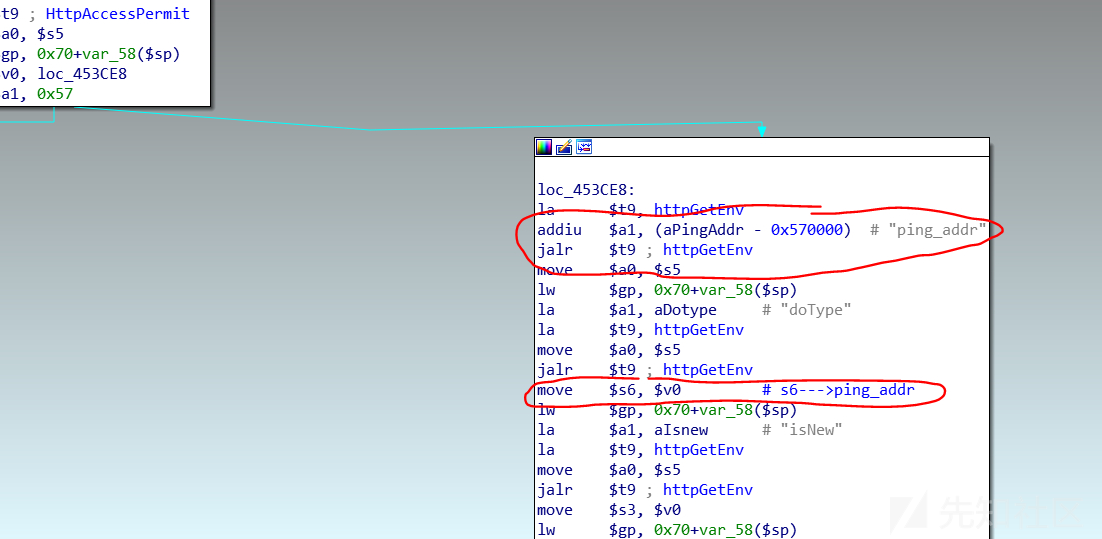 $t9 ; HttpAccessPermit
$a0, $s5
$gp, 0x70+var_58($sp)
$v0, loc_453CE8
$a1, 0x57
loc_453CE8:
la $t9, httpGetEnv
addiu $a1, (aPingAddr - 0x570000) # "ping_addr"
jalr $t9 ; httpGetEnv
move $a0, $s5
lw $gp, 0x70+var_58($sp)
la $a1, aDotype # "doType"
la $t9, httpGetEnv
move $a0, $s5
jalr $t9 ; httpGetEnv
move $s6, $v0 # s6--->ping_addr
lw $gp, 0x70+var_58($sp)
la $a1, aIsnew # "isNew"
la $t9, httpGetEnv
move $a0, $s5
jalr $t9 ; httpGetEnv
move $s3, $v0
lw $gp, 0x70+var_58($sp)
先知社区